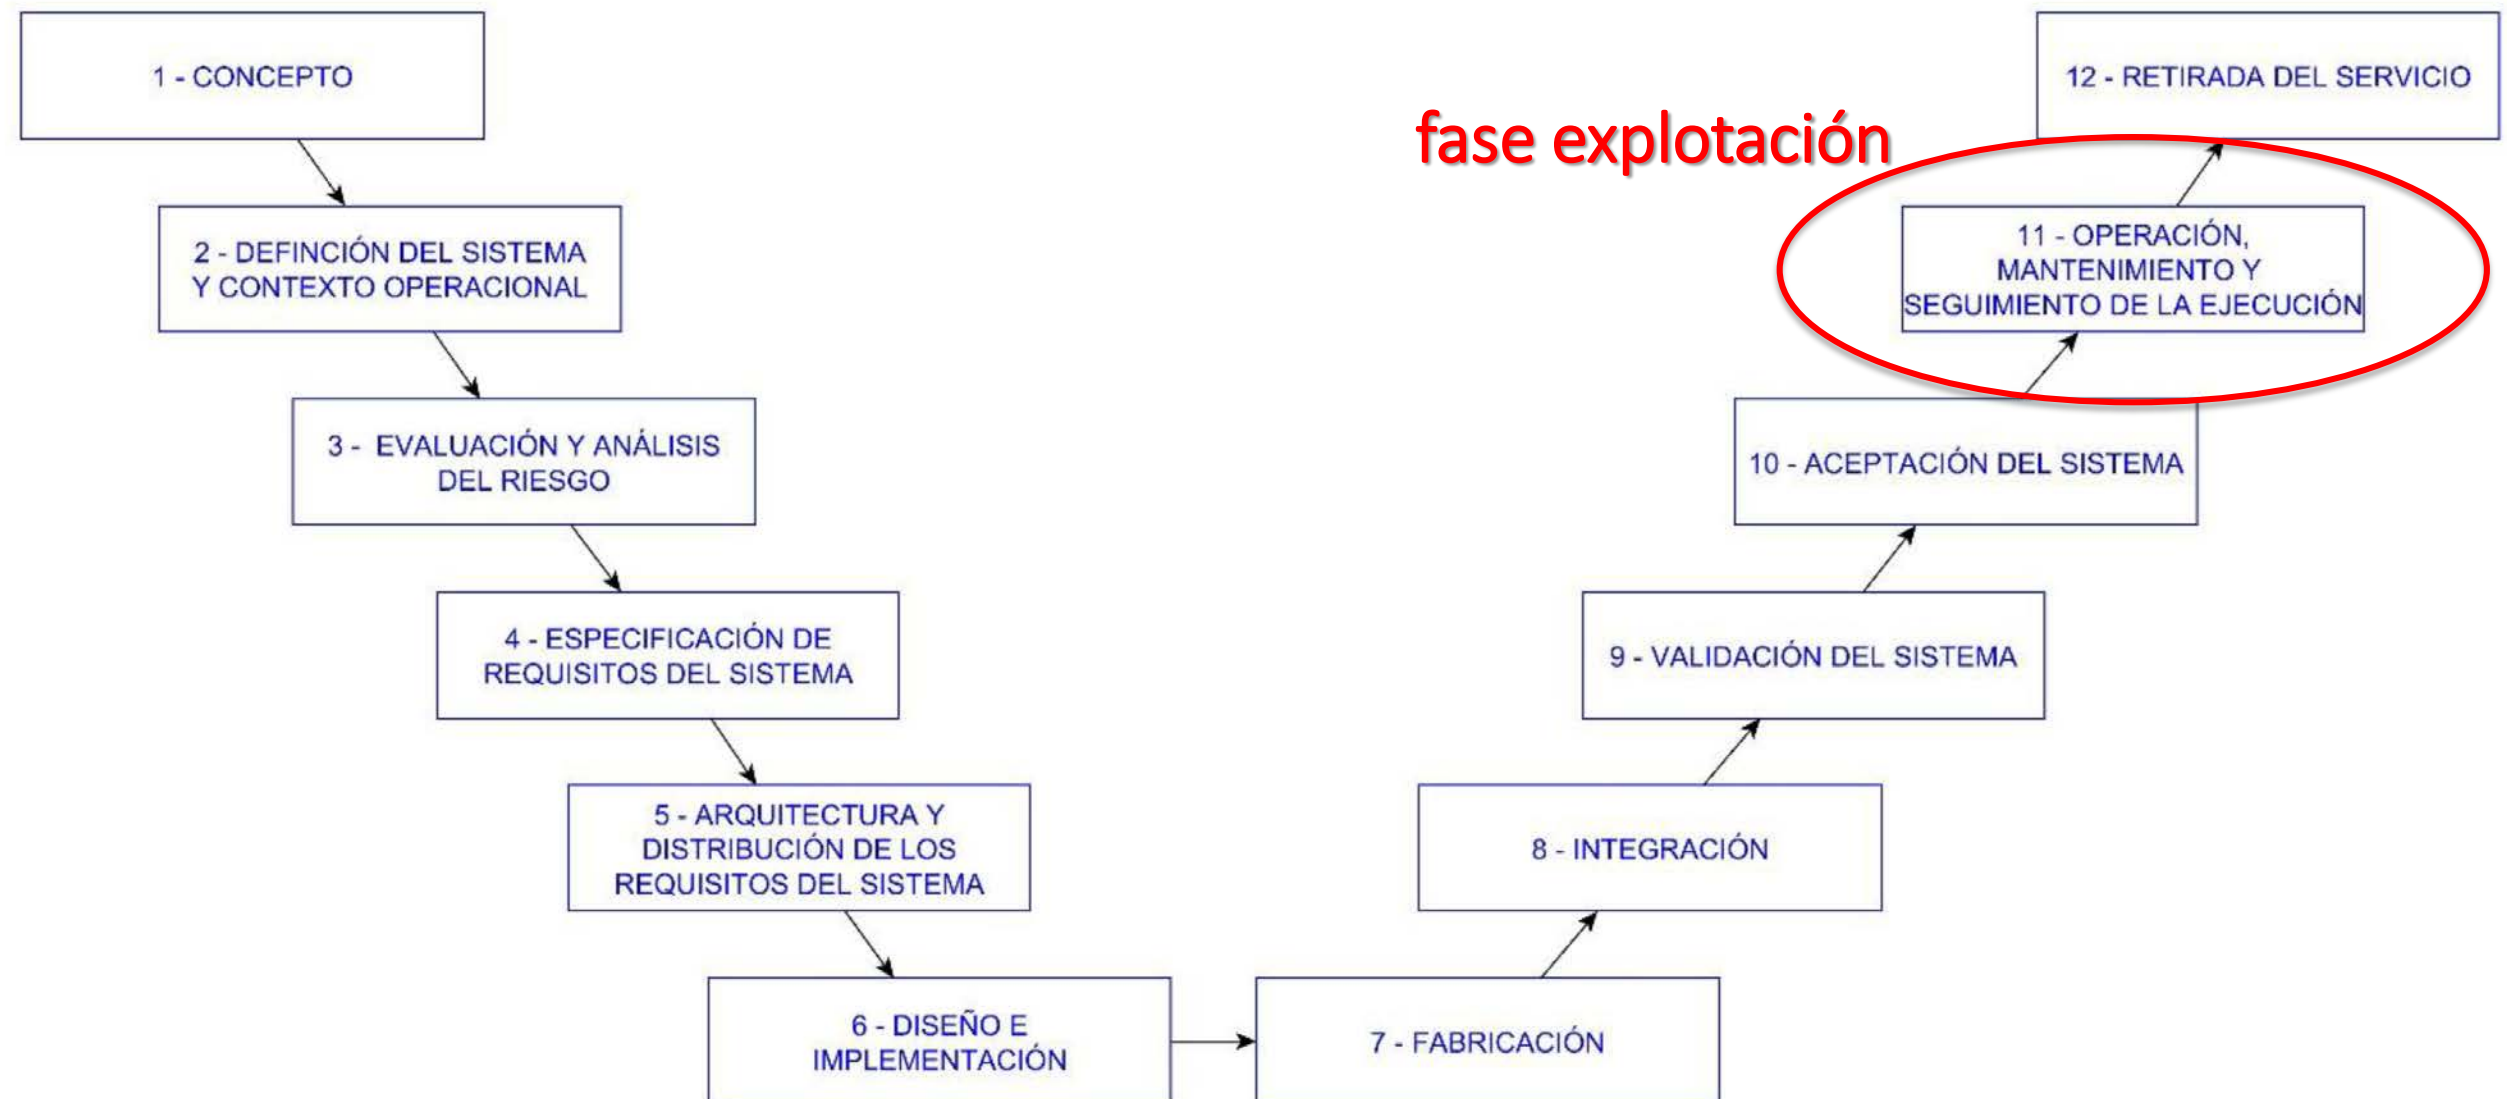 1 - CONCEPTO
2 - DEFINCIÓN DEL SISTEMA
Y CONTEXTO OPERACIONAL
3 - EVALUACIÓN Y ANÁLISIS
DEL RIESGO
4 - ESPECIFICACIÓN DE
REQUISITOS DEL SISTEMA
5 - ARQUITECTURA Y
DISTRIBUCIÓN DE LOS
REQUISITOS DEL SISTEMA
6 - DISEÑO E
IMPLEMENTACIÓN
7 - FABRICACIÓN
8 - INTEGRACIÓN
9 - VALIDACIÓN DEL SISTEMA
10 - ACEPTACIÓN DEL SISTEMA
fase explotación
11 - OPERACIÓN,
MANTENIMIENTO Y
SEGUIMIENTO DE LA EJECUCIÓN
12 - RETIRADA DEL SERVICIO